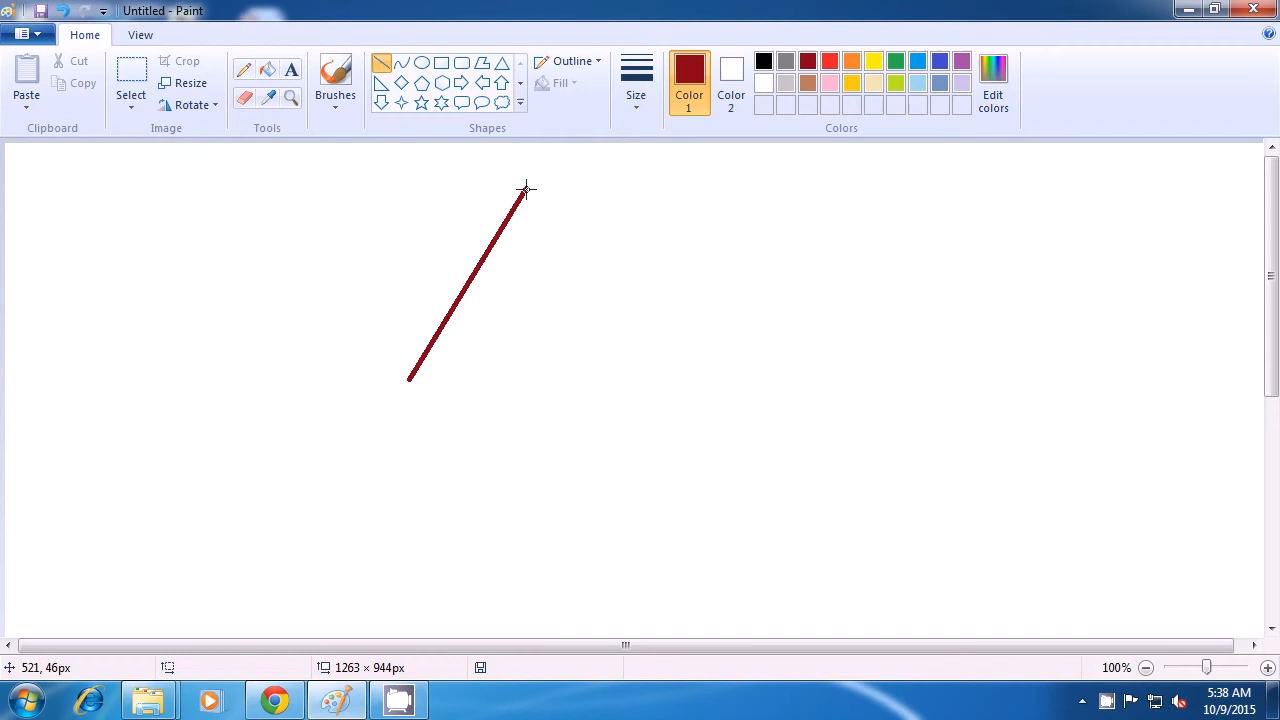 Untitled - Paint
Home View
Paste
Cut
Copy
Clipboard
Select
Crop
Resize
Rotate
Image
A
Tools
Brushes
Shapes
Outline
Fill
Size
Color
1
Color
2
Edit
colors
Colors
521, 46px
1263 × 944px
100%
5:38 AM
10/9/2015